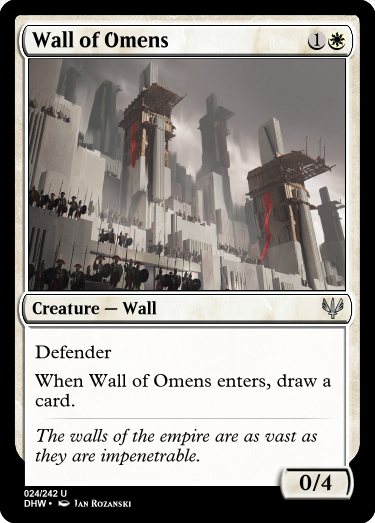 Wall of Omens 1
Creature — Wall
Defender
When Wall of Omens enters, draw a
card.
The walls of the empire are as vast as
they are impenetrable.
0/4
024/242 U
DHW • Jan Rozanski